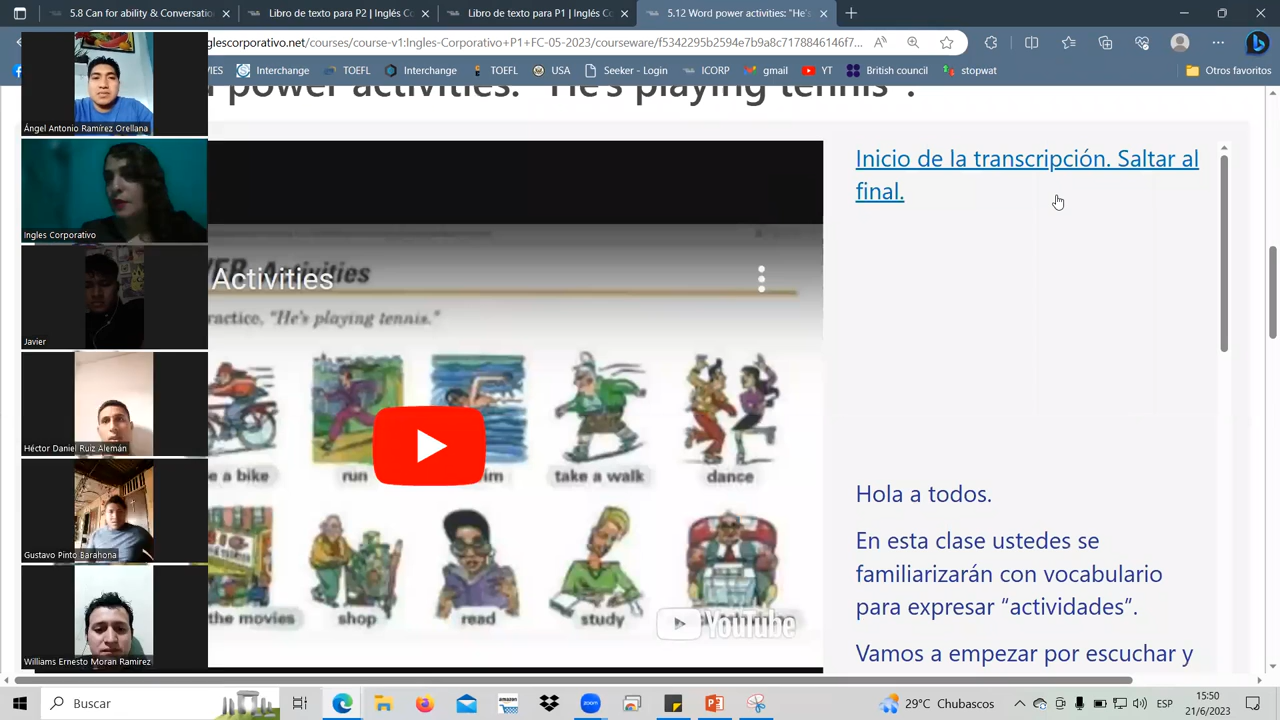 5.8 Conv ability & Conversatio
Libro de texto para P2 | Inglés Co
Libro de texto para P1 | Inglés Co
5.12 Word power activities: "He's
glescorporativo.net/courses/course-v1:Ingles-Corporativo+P1+FC-05-2023/courseware/f5342295b2594e7b9a8c7178846146f7...
Interchange
TOEFL
Interchange
TOEFL
USA
Seeker - Login
ICORP
gmail
YT
British council
stopwat
Otros favoritos
power activities: "He's playing tennis".
Ángel Antonio Ramírez Orellana
Ingles Corporativo
Javier
Héctor Daniel Ruiz Alemán
Gustavo Pinto Barahona
Williams Ernesto Moran Ramirez
Activities
Activities
ractice, "He's playing tennis."
e a bike
run
im
take a walk
dance
the movies
shop
read
study
YouTube
Inicio de la transcripción. Saltar al
final.
Hola a todos.
En esta clase ustedes se
familiarizarán con vocabulario
para expresar “actividades”.
Vamos a empezar por escuchar y
Buscar
29°C Chubascos
ESP
15:50
21/6/2023